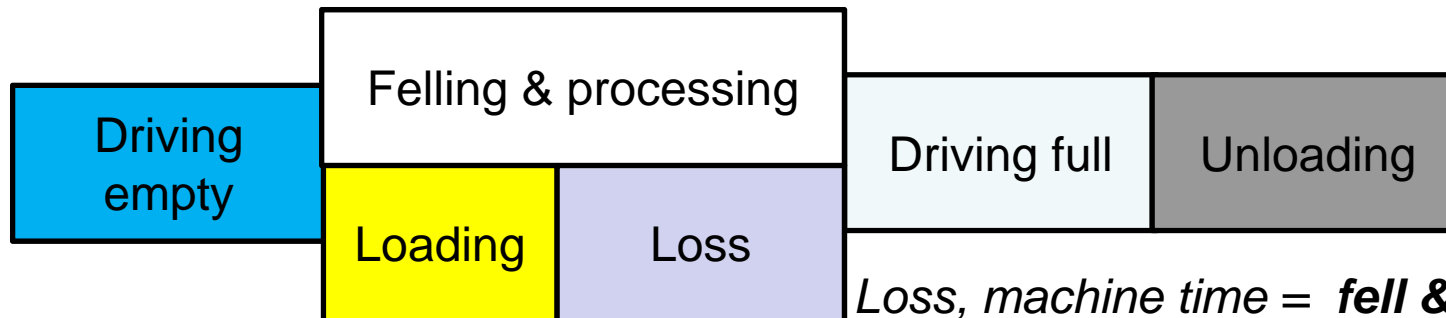 Felling & processing
Driving
empty
Driving full
Unloading
Loading
Loss
Loss, machine time = fell &